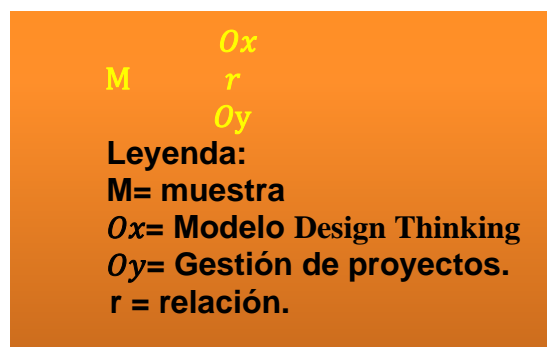 Ox
M r
Oy
Leyenda:
M= muestra
Ox= Modelo Design Thinking
Oy= Gestión de proyectos.
r = relación.